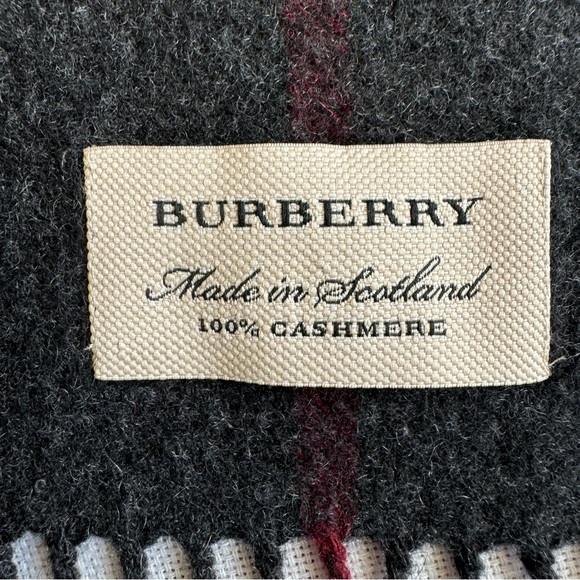 BURBERRY
Made in Scotland
100% CASHMERE